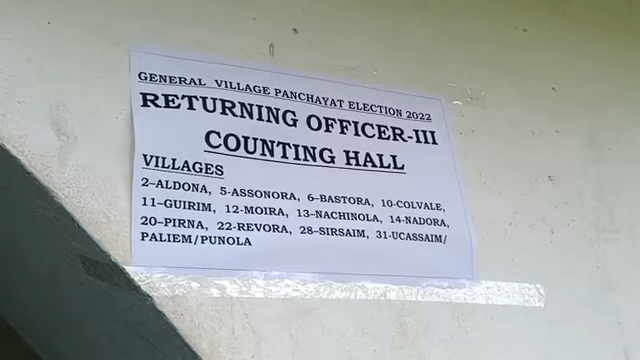 GENERAL VILLAGE PANCHAYAT ELECTION 2022
RETURNING OFFICER-III
COUNTING HALL
VILLAGES
2–ALDONA, 5-ASSONORA, 6–BASTORA, 10-COLVALE,
11–GUIRIM, 12-MOIRA, 13–NACHINOLA, 14-NADORA,
20–PIRNA, 22-REVORA, 28–SIRSAIM, 31-UCASSAIM/
PALIEM/PUNOLA